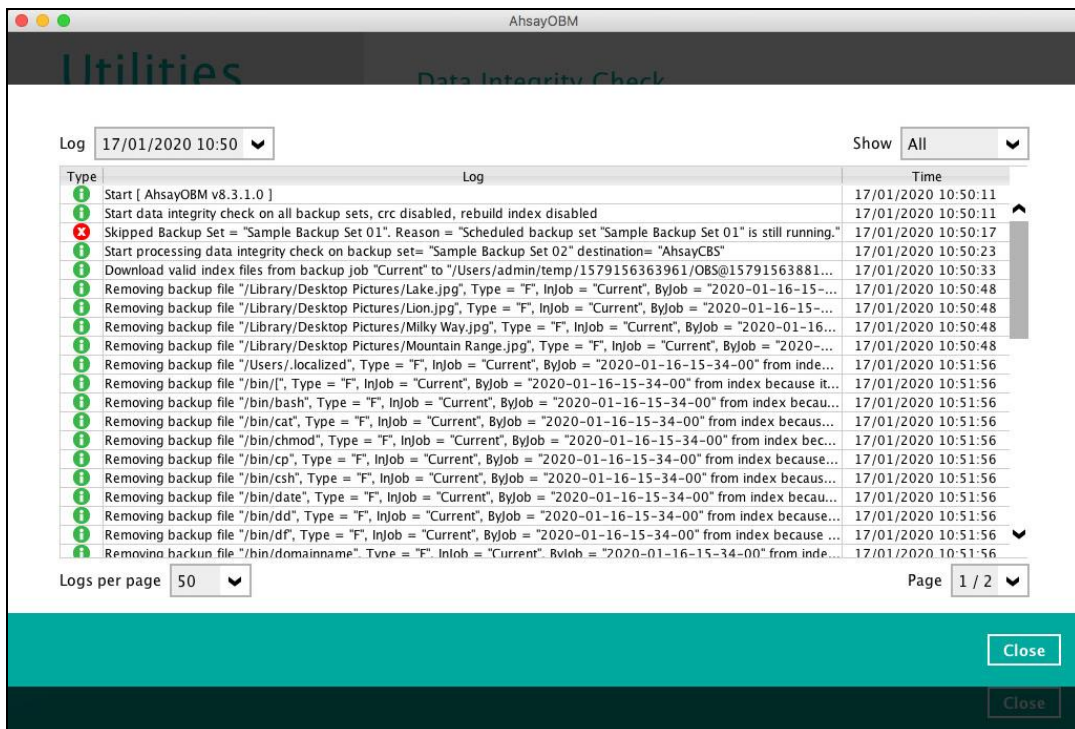 AhsayOBM
Utilities
Data Integrity Check
Log 17/01/2020 10:50 Show All
Type Log Time
Start [ AhsayOBM v8.3.1.0 ] 17/01/2020 10:50:11
Start data integrity check on all backup sets, crc disabled, rebuild index disabled 17/01/2020 10:50:11
Skipped Backup Set = "Sample Backup Set 01". Reason = "Scheduled backup set "Sample Backup Set 01" is still running." 17/01/2020 10:50:17
Start processing data integrity check on backup set= "Sample Backup Set 02" destination= "AhsayCBS" 17/01/2020 10:50:23
Download valid index files from backup job "Current" to "/Users/admin/temp/1579156363961/OBS@15791563881... 17/01/2020 10:50:33
Removing backup file "/Library/Desktop Pictures/Lake.jpg", Type = "F", InJob = "Current", ByJob = "2020-01-16-15-... 17/01/2020 10:50:48
Removing backup file "/Library/Desktop Pictures/Lion.jpg", Type = "F", InJob = "Current", ByJob = "2020-01-16-15-... 17/01/2020 10:50:48
Removing backup file "/Library/Desktop Pictures/Milky Way.jpg", Type = "F", InJob = "Current", ByJob = "2020-01-16... 17/01/2020 10:50:48
Removing backup file "/Library/Desktop Pictures/Mountain Range.jpg", Type = "F", InJob = "Current", ByJob = "2020-... 17/01/2020 10:50:48
Removing backup file "/Users/.localized", Type = "F", InJob = "Current", ByJob = "2020-01-16-15-34-00" from inde... 17/01/2020 10:51:56
Removing backup file "/bin/[", Type = "F", InJob = "Current", ByJob = "2020-01-16-15-34-00" from index because it... 17/01/2020 10:51:56
Removing backup file "/bin/bash", Type = "F", InJob = "Current", ByJob = "2020-01-16-15-34-00" from index becau... 17/01/2020 10:51:56
Removing backup file "/bin/cat", Type = "F", InJob = "Current", ByJob = "2020-01-16-15-34-00" from index becaus... 17/01/2020 10:51:56
Removing backup file "/bin/chmod", Type = "F", InJob = "Current", ByJob = "2020-01-16-15-34-00" from index bec... 17/01/2020 10:51:56
Removing backup file "/bin/cp", Type = "F", InJob = "Current", ByJob = "2020-01-16-15-34-00" from index because... 17/01/2020 10:51:56
Removing backup file "/bin/csh", Type = "F", InJob = "Current", ByJob = "2020-01-16-15-34-00" from index becaus... 17/01/2020 10:51:56
Removing backup file "/bin/date", Type = "F", InJob = "Current", ByJob = "2020-01-16-15-34-00" from index becau... 17/01/2020 10:51:56
Removing backup file "/bin/dd", Type = "F", InJob = "Current", ByJob = "2020-01-16-15-34-00" from index because... 17/01/2020 10:51:56
Removing backup file "/bin/df", Type = "F", InJob = "Current", ByJob = "2020-01-16-15-34-00" from index because ... 17/01/2020 10:51:56
Removing backup file "/bin/domainname", Type = "F", InJob = "Current", ByJob = "2020-01-16-15-34-00" from inde... 17/01/2020 10:51:56
Logs per page 50 Page 1 / 2
Close
Close